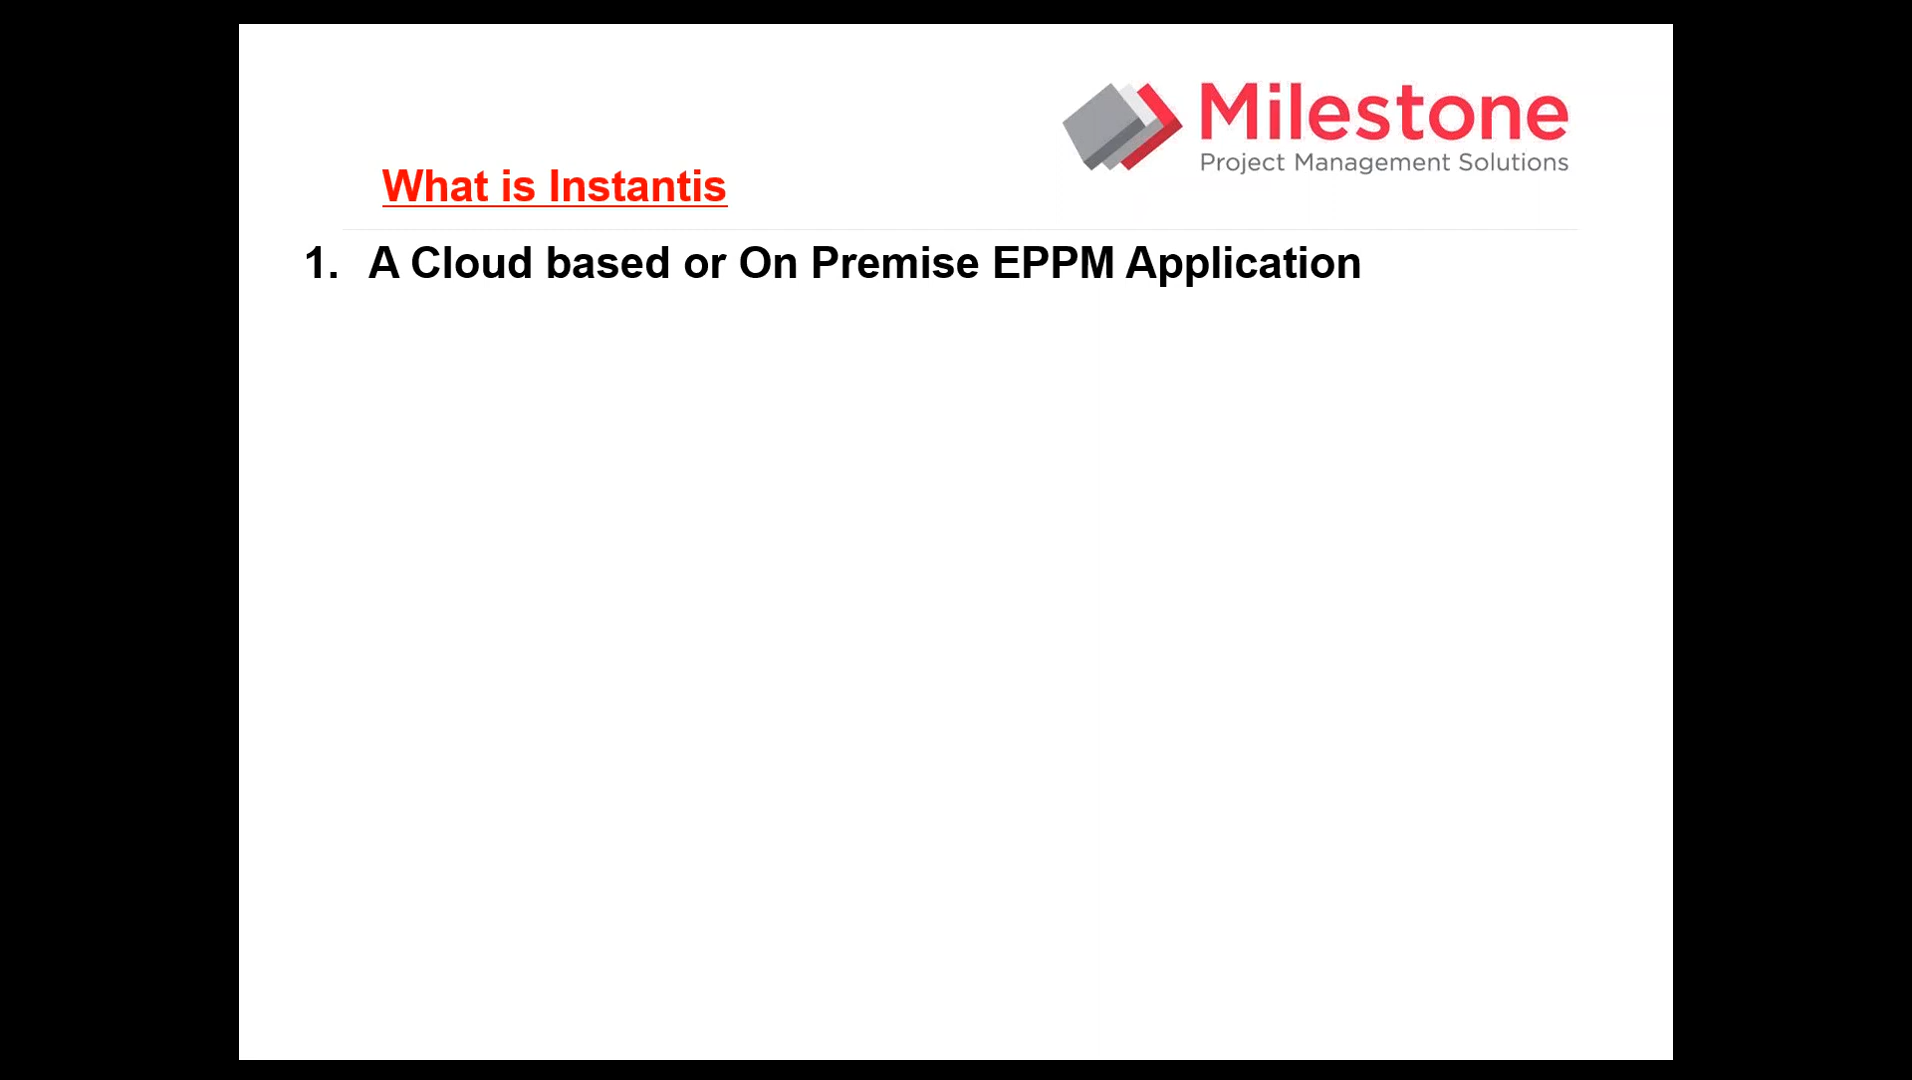 Milestone
Project Management Solutions
What is Instantis
1. A Cloud based or On Premise EPPM Application